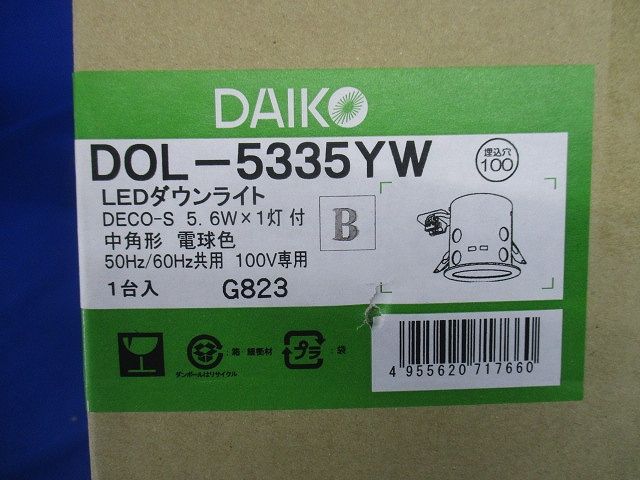 DAIKO
DOL-5335YW
埋込穴
100
LEDダウンライト
DECO-S 5.6W×1灯 付
B
中角形 電球色
50Hz/60Hz共用 100V専用
1台入 G823
:箱・緩衝材
プラ :袋
ダンボールはリサイクル
4 955620 717660